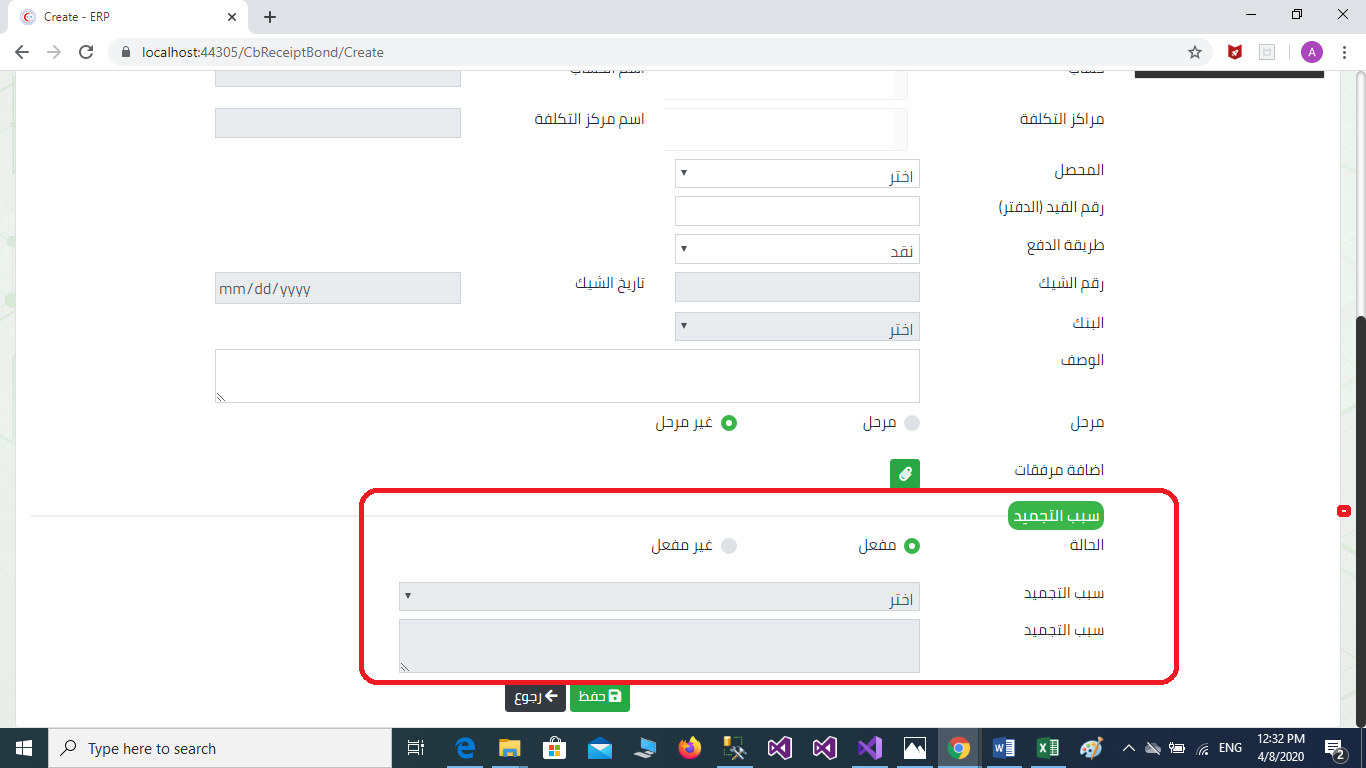 Create - ERP
localhost:44305/CbReceiptBond/Create
حساب
اسم الحساب
مراكز التكلفة
اسم مركز التكلفة
المحصل
اختر
رقم القيد (الدفتر)
طريقة الدفع
نقد
رقم الشيك
تاريخ الشيك
mm/dd/yyyy
البنك
اختر
الوصف
مرحل
مرحل
غير مرحل
اضافة مرفقات
سبب التجميد
الحالة
مفعل
غير مفعل
سبب التجميد
اختر
سبب التجميد
حفظ
رجوع
Type here to search
ENG
12:32 PM
4/8/2020
2
A